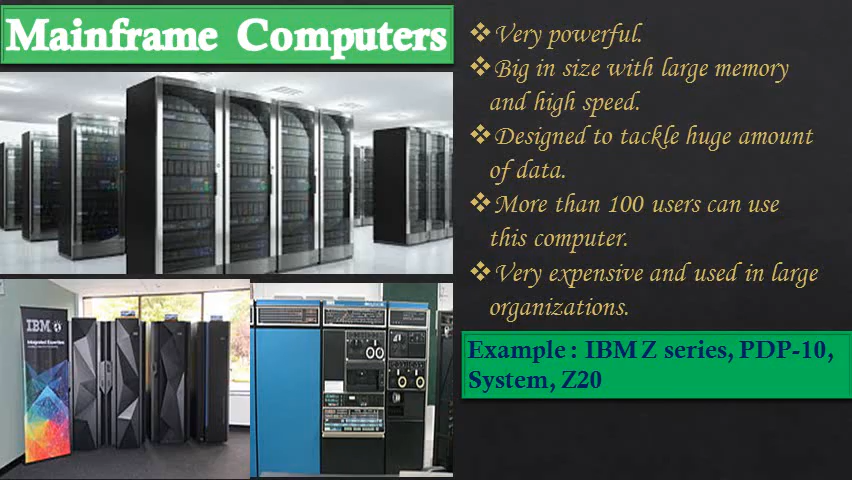 Mainframe Computers
❖Very powerful.
❖Big in size with large memory
and high speed.
❖Designed to tackle huge amount
of data.
❖More than 100 users can use
this computer.
❖Very expensive and used in large
organizations.
Example : IBM Z series, PDP-10,
System, Z20
IBM
Integrated Expertise